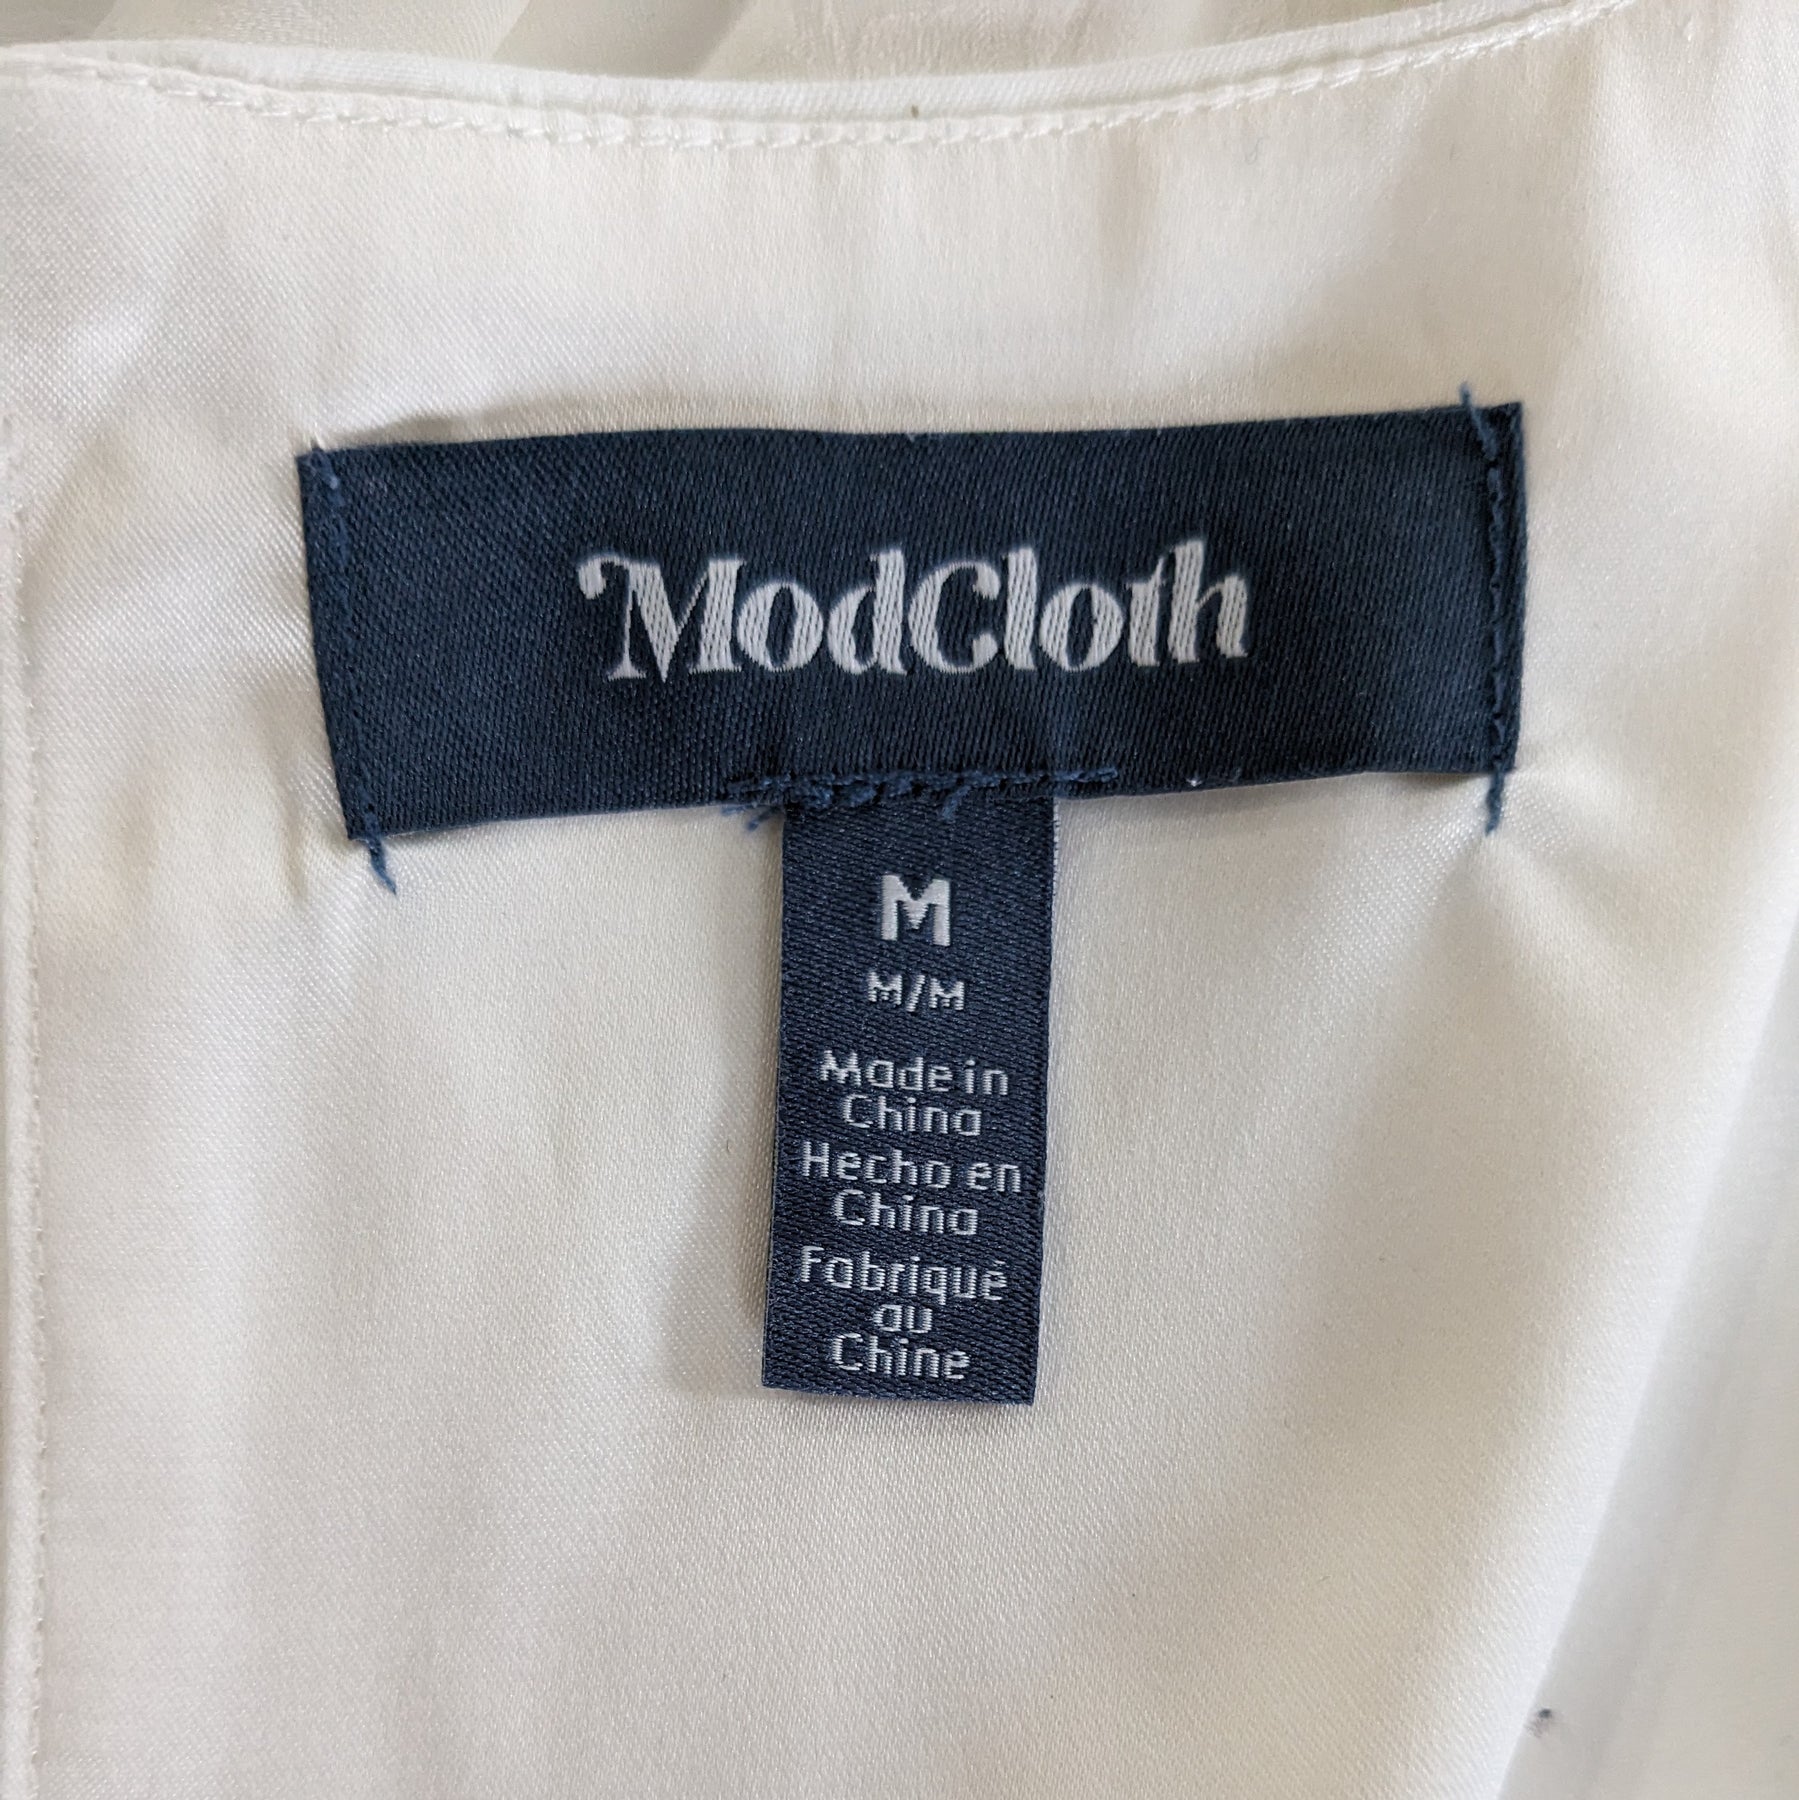 ModCloth
M
M/M
Made in
China
Hecho en
China
Fabriqué
au
Chine